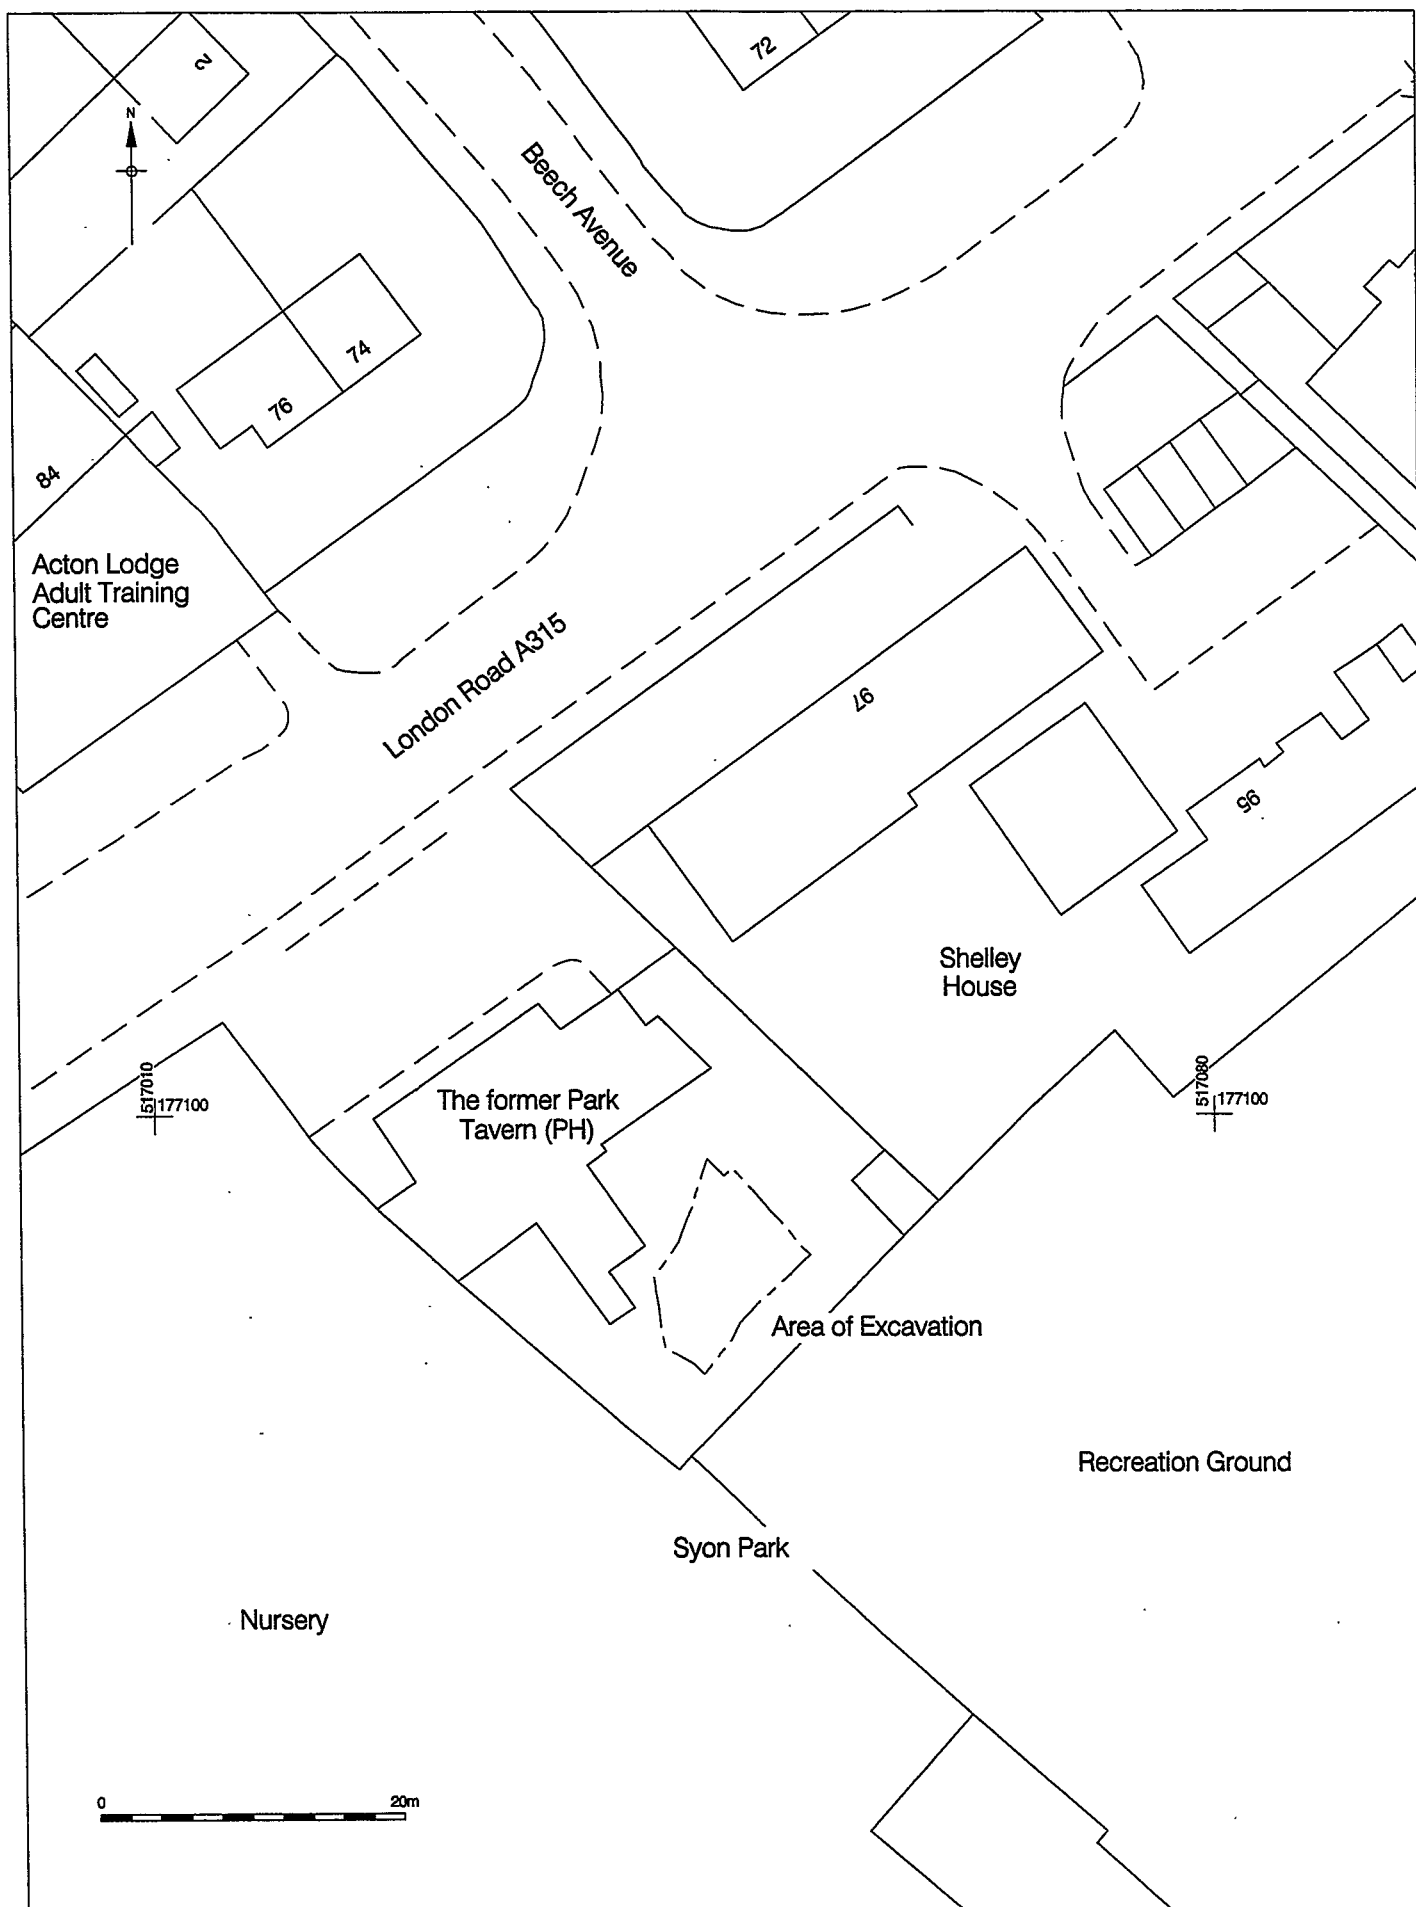 2
72
N
Beech Avenue
74
76
84
Acton Lodge
Adult Training
Centre
London Road A315
97
95
Shelley
House
517010
177100
517080
177100
The former Park
Tavern (PH)
Area of Excavation
Recreation Ground
Syon Park
Nursery
0
20m